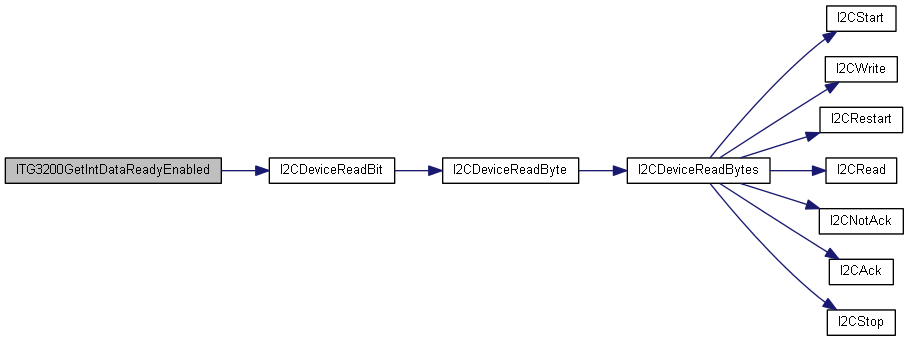 ITG3200GetIntDataReadyEnabled
I2CDeviceReadBit
I2CDeviceReadByte
I2CDeviceReadBytes
I2CStart
I2CWrite
I2CRestart
I2CRead
I2CNotAck
I2CAck
I2CStop